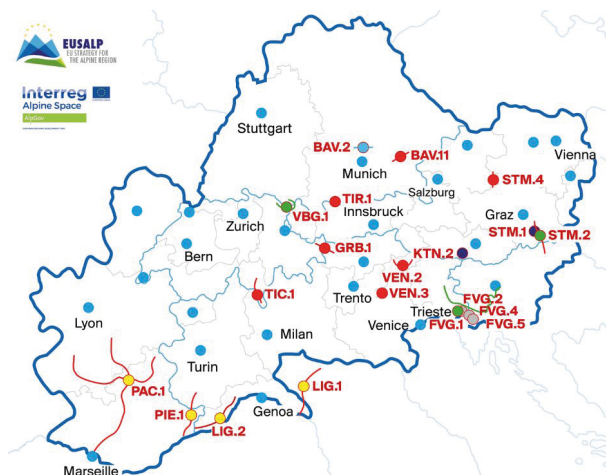 EUSALP
EU STRATEGY FOR
THE ALPINE REGION
Interreg
Alpine Space
AlpGov
Stuttgart
BAV.2
BAV.11
Munich
Vienna
Salzburg
STM.4
TIR.1
Innsbruck
VBG.1
Zurich
Graz
STM.1
STM.2
Bern
GRB.1
KTN.2
VEN.2
TIC.1
Trento
VEN.3
FVG.2
Trieste
FVG.4
Lyon
Venice
FVG.1
FVG.5
Milan
Turin
PAC.1
LIG.1
PIE.1
Genoa
LIG.2
Marseille